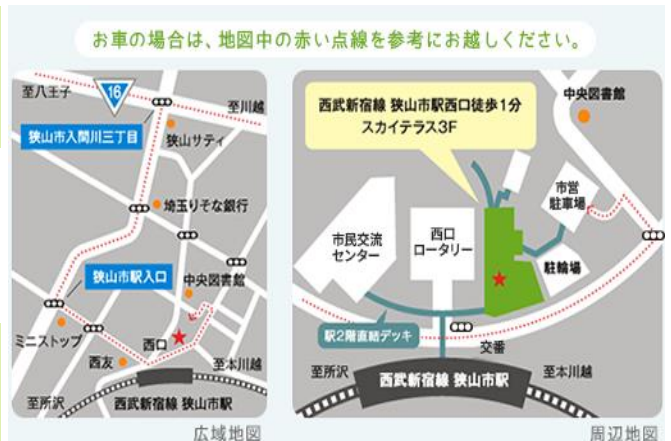 お車の場合は、地図中の赤い点線を参考にお越しください。
至八王子
16
至川越
狭山市入間川三丁目
狭山サティ
埼玉りそな銀行
狭山市駅入口
中央図書館
ミニストップ
西口
西友
至本川越
至所沢
西武新宿線 狭山市駅
広域地図
西武新宿線 狭山市駅西口徒歩1分
スカイテラス3F
中央図書館
市営
駐車場
市民交流
センター
西口
ロータリー
駐輪場
駅2階直結デッキ
交番
至所沢
至本川越
西武新宿線 狭山市駅
周辺地図